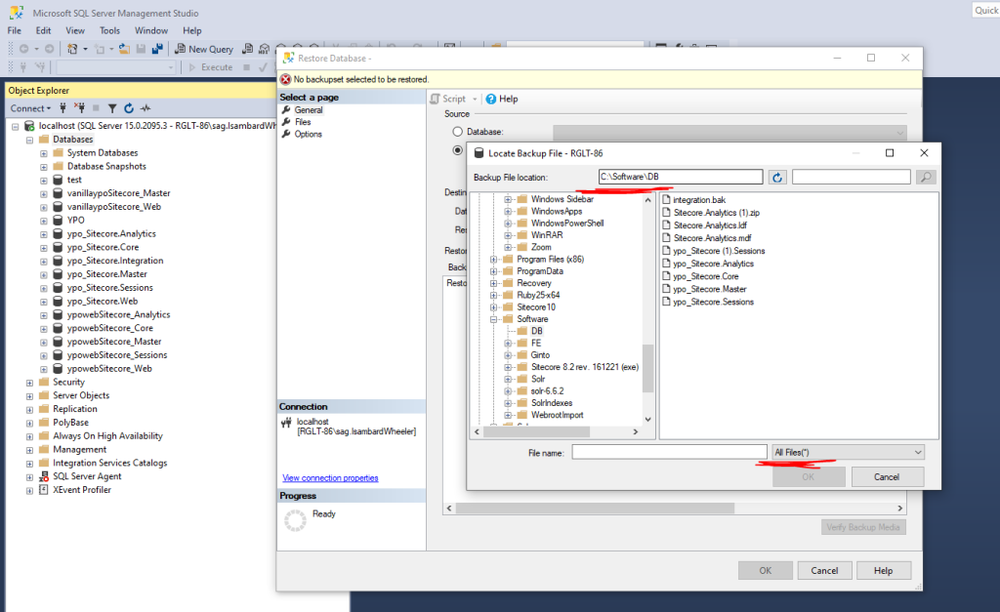 Microsoft SQL Server Management Studio
Quick
File Edit View Tools Window Help
New Query
Execute
Object Explorer
Connect
localhost (SQL Server 15.0.2095.3 - RGLT-86\sag.IsambardWh
Databases
System Databases
Database Snapshots
test
vanillaypoSitecore_Master
vanillaypoSitecore_Web
YPO
ypo_Sitecore.Analytics
ypo_Sitecore.Core
ypo_Sitecore.Integration
ypo_Sitecore.Master
ypo_Sitecore.Sessions
ypo_Sitecore.Web
ypowebSitecore_Analytics
ypowebSitecore_Core
ypowebSitecore_Master
ypowebSitecore_Sessions
ypowebSitecore_Web
Security
Server Objects
Replication
PolyBase
Always On High Availability
Management
Integration Services Catalogs
SQL Server Agent
XEvent Profiler
Restore Database -
No backupset selected to be restored.
Select a page
General
Files
Options
Script Help
Source
Database:
Destin
Dat
Res
Restor
Back
Resto
Connection
localhost
[RGLT-86\sag.IsambardWheeler]
View connection properties
Progress
Ready
Verify Backup Media
OK Cancel Help
Locate Backup File - RGLT-86
Backup File location: C:\Software\DB
Windows Sidebar
WindowsApps
WindowsPowerShell
WinRAR
Zoom
Program Files (x86)
ProgramData
Recovery
Ruby25-x64
Sitecore10
Software
DB
FE
Ginto
Sitecore 8.2 rev. 161221 (exe)
Solr
solr-6.6.2
SolrIndexes
WebrootImport
integration.bak
Sitecore.Analytics (1).zip
Sitecore.Analytics.ldf
Sitecore.Analytics.mdf
ypo_Sitecore (1).Sessions
ypo_Sitecore.Analytics
ypo_Sitecore.Core
ypo_Sitecore.Master
ypo_Sitecore.Sessions
File name: All Files(*)
OK Cancel